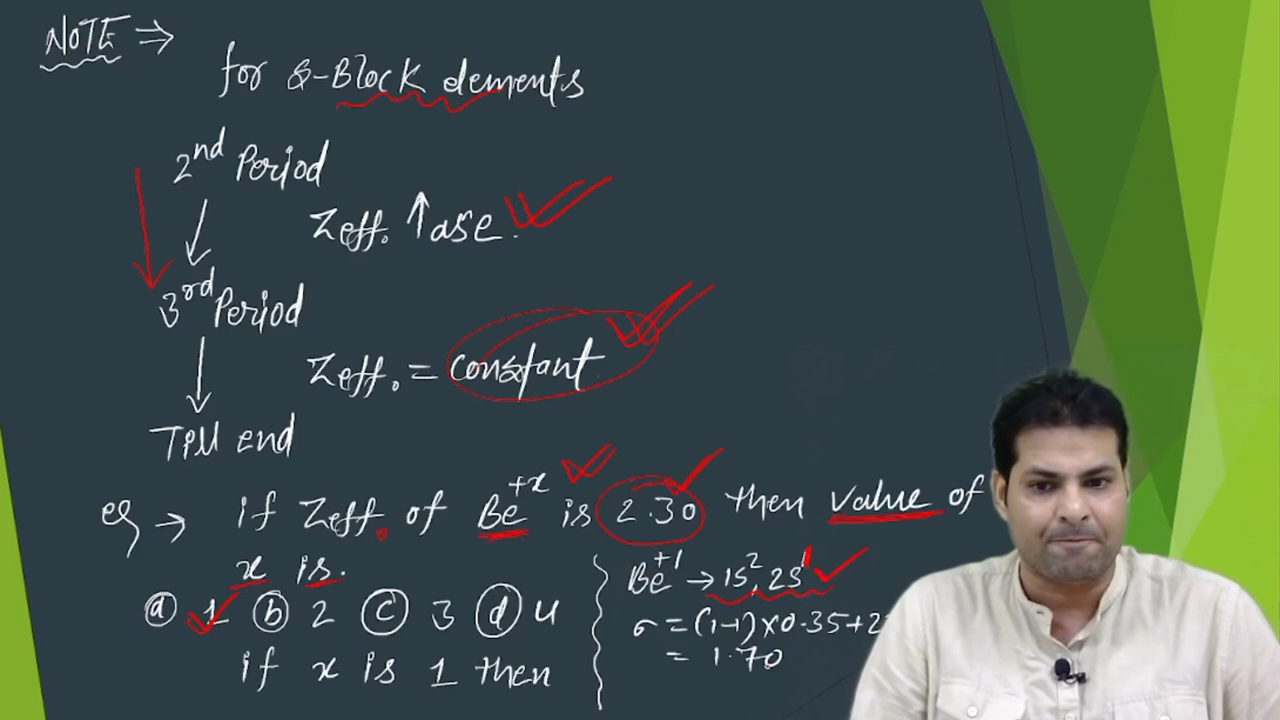 NOTE ⇒
for s-Block elements
2nd Period
Zeff. ↑ase.
3rd Period
Zeff. = constant
Till end
eg → if Zeff. of Be+x is 2.30 then value of
x is.
(a) 1 (b) 2 (c) 3 (d) 4
if x is 1 then
Be+1 → 1s², 2s¹
σ = (1-1)×0.35+2
= 1.70